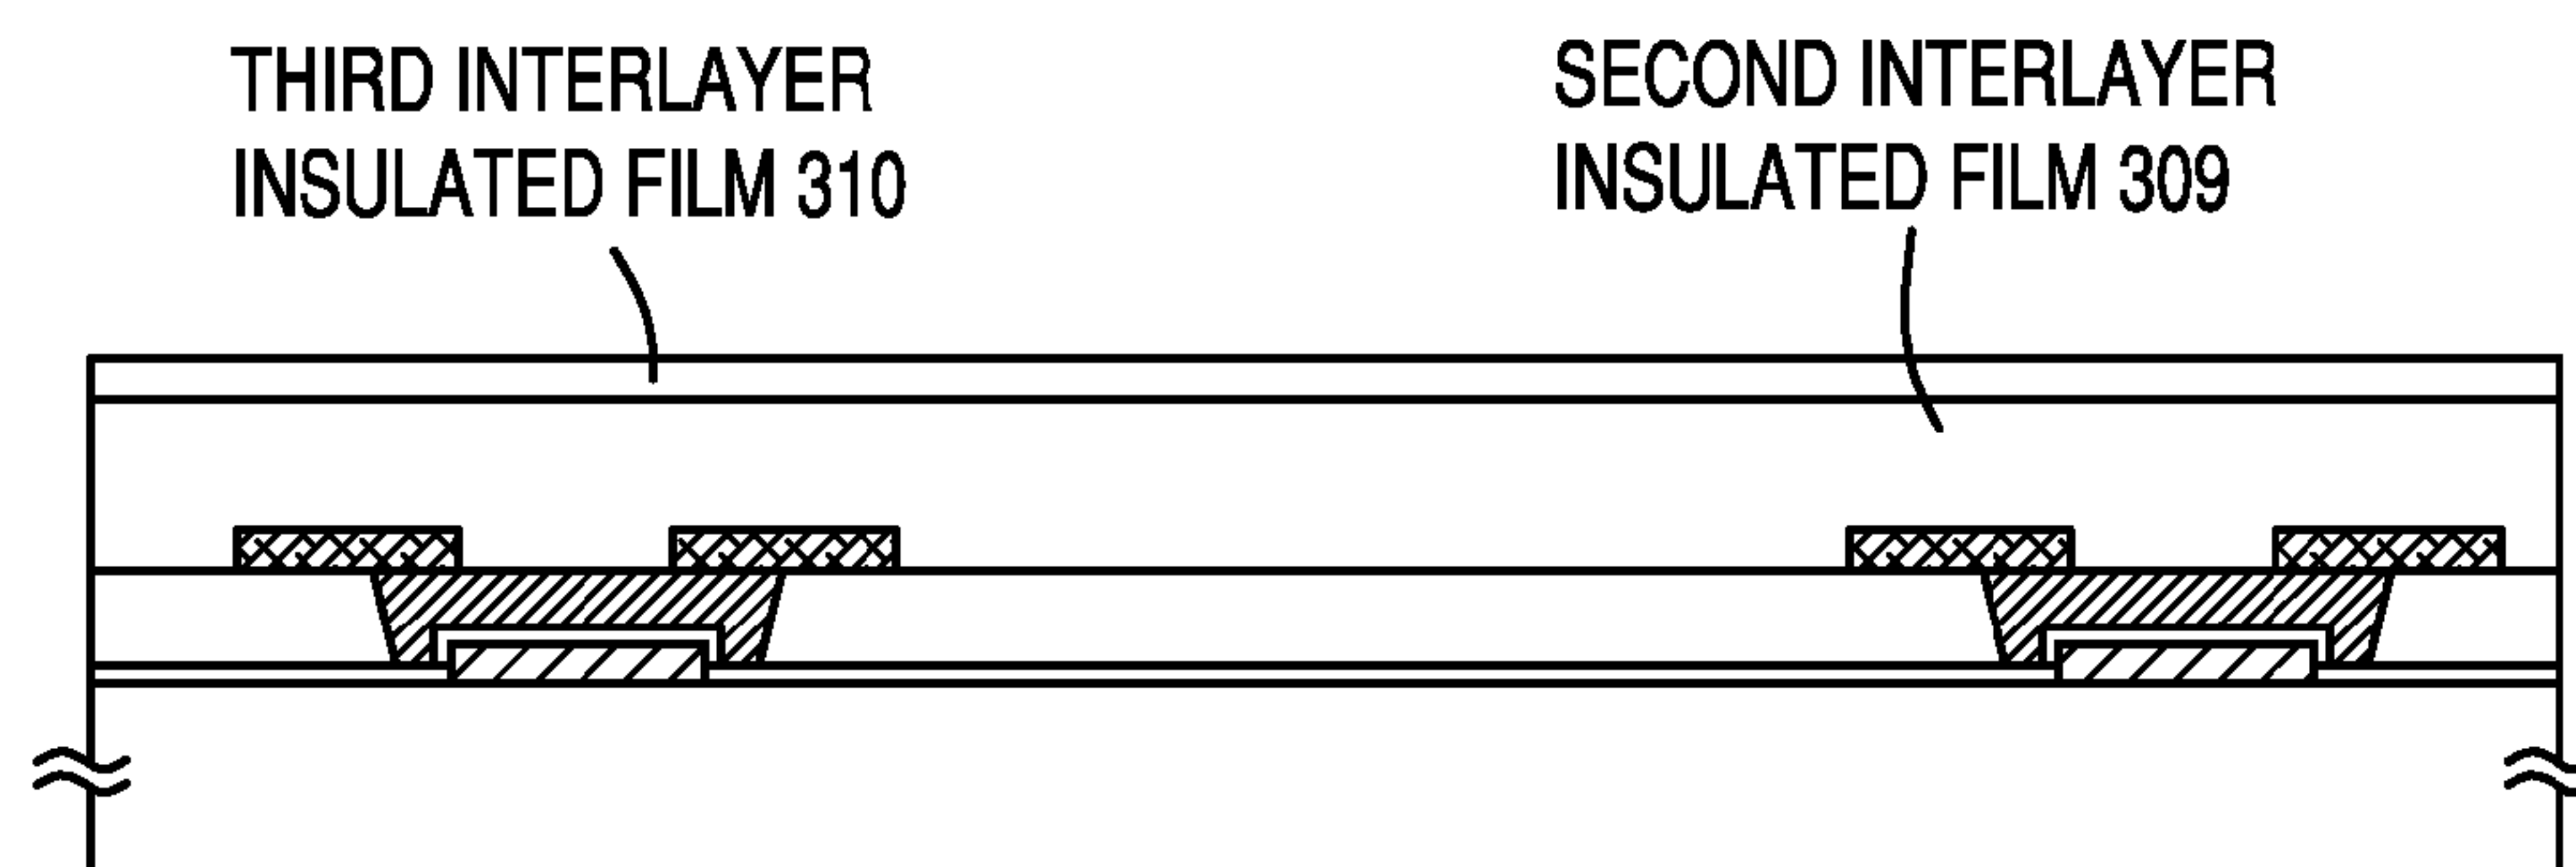 THIRD INTERLAYER
INSULATED FILM 310
SECOND INTERLAYER
INSULATED FILM 309